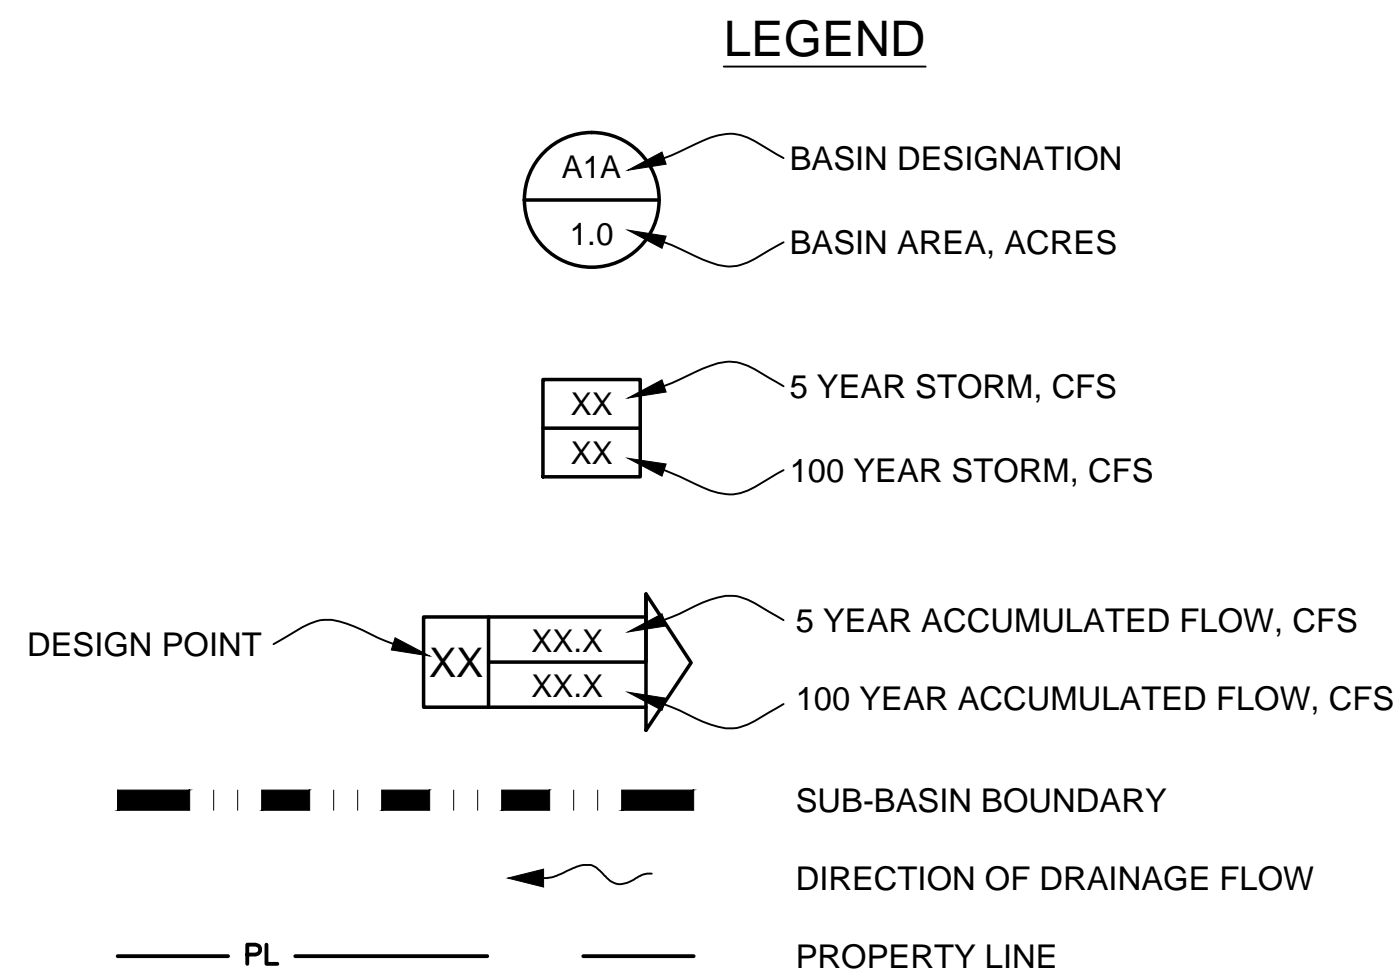 LEGEND
A1A
BASIN DESIGNATION
1.0
BASIN AREA, ACRES
XX
5 YEAR STORM, CFS
XX
100 YEAR STORM, CFS
DESIGN POINT
XX
XX.X
5 YEAR ACCUMULATED FLOW, CFS
XX.X
100 YEAR ACCUMULATED FLOW, CFS
SUB-BASIN BOUNDARY
DIRECTION OF DRAINAGE FLOW
PL
PROPERTY LINE